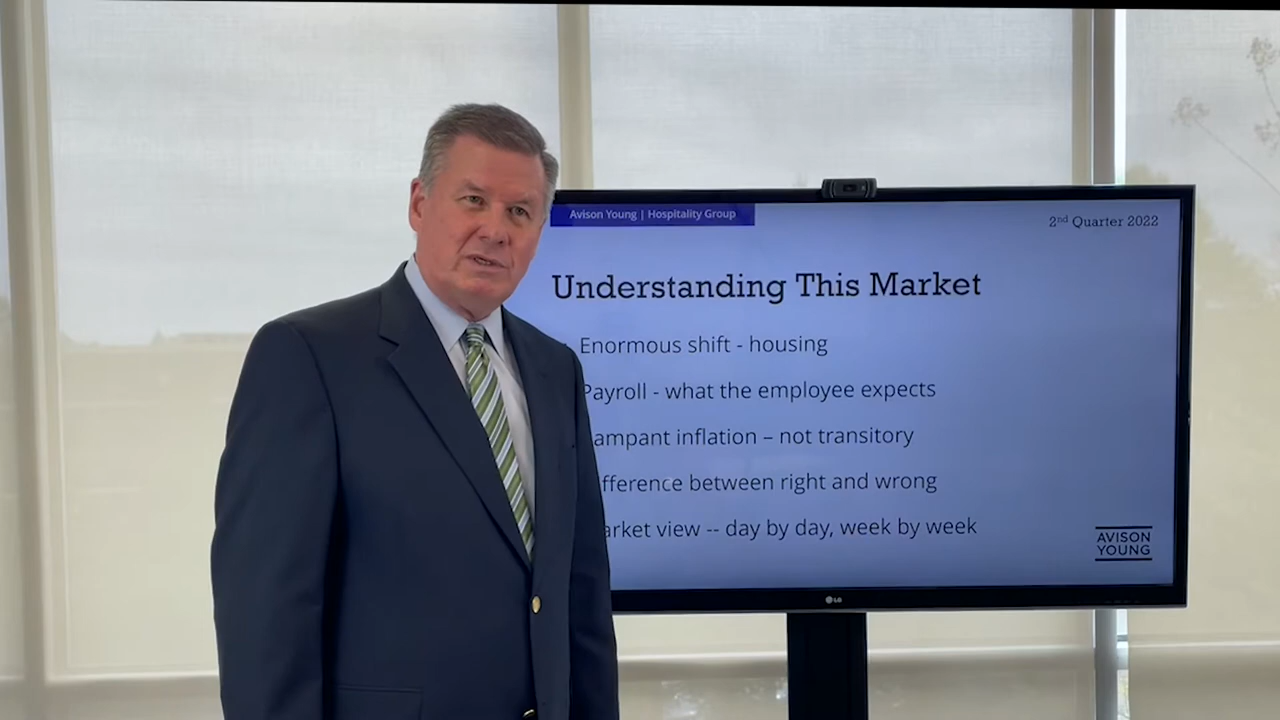 Avison Young | Hospitality Group
2nd Quarter 2022
Understanding This Market
Enormous shift - housing
Payroll - what the employee expects
ampant inflation – not transitory
fference between right and wrong
arket view -- day by day, week by week
AVISON
YOUNG
LG